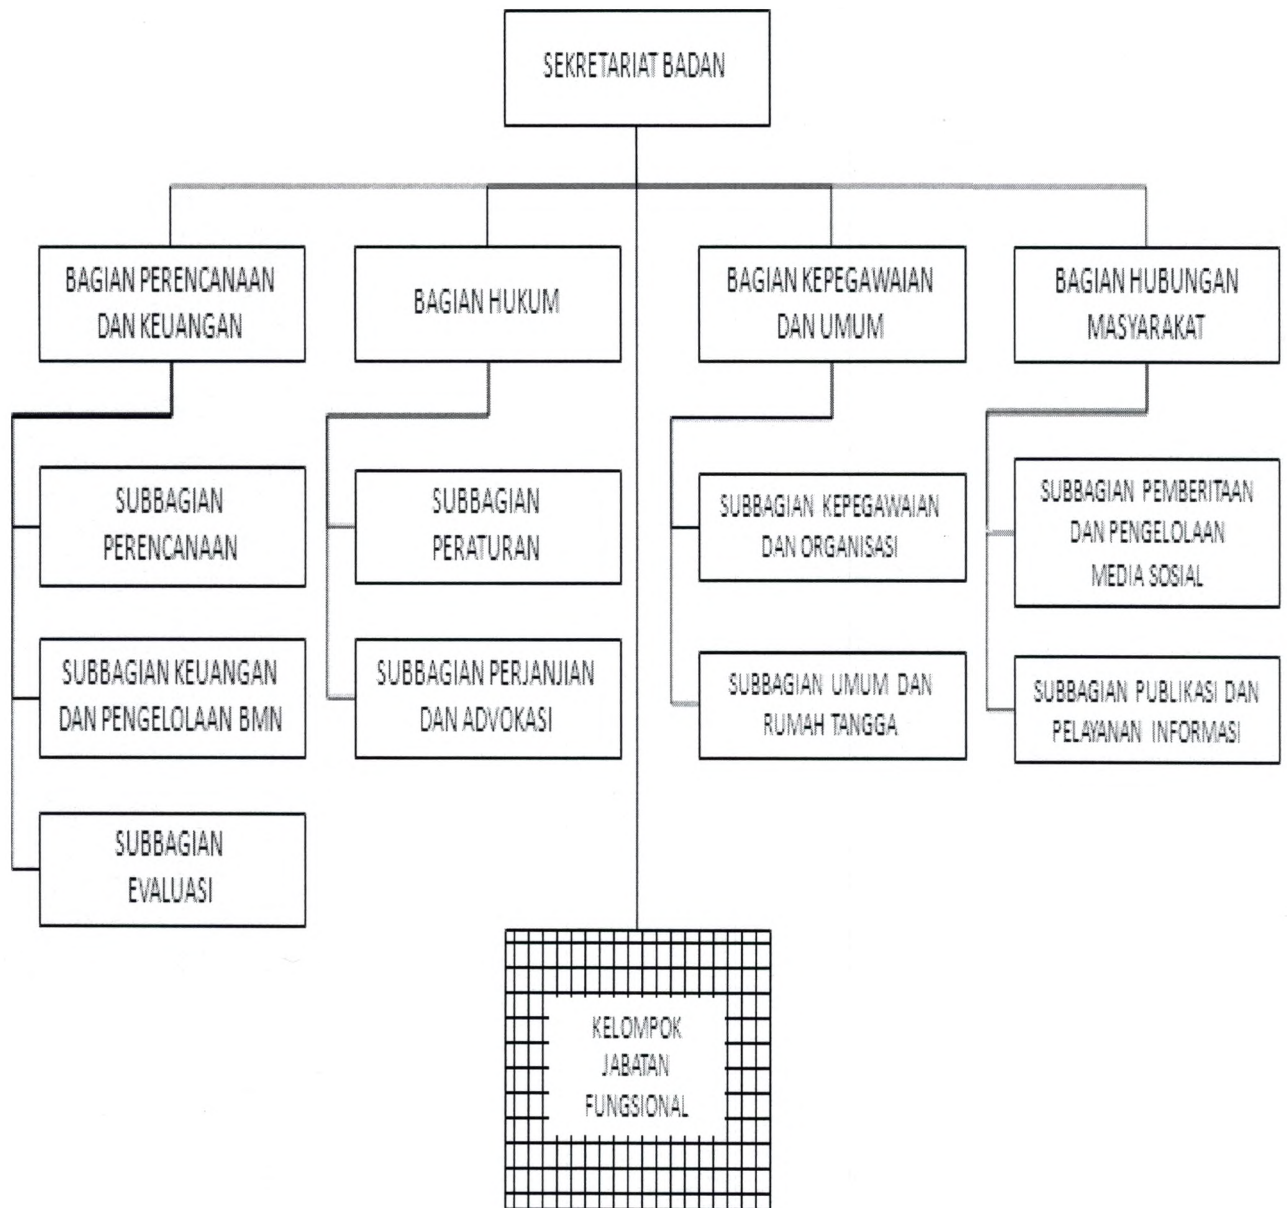 SEKRETARIAT BADAN
BAGIAN PERENCANAAN
DAN KEUANGAN
BAGIAN HUKUM
BAGIAN KEPEGAWAIAN
DAN UMUM
BAGIAN HUBUNGAN
MASYARAKAT
SUBBAGIAN
PERENCANAAN
SUBBAGIAN
PERATURAN
SUBBAGIAN KEPEGAWAIAN
DAN ORGANISASI
SUBBAGIAN PEMBERITAAN
DAN PENGELOLAAN
MEDIA SOSIAL
SUBBAGIAN KEUANGAN
DAN PENGELOLAAN BMN
SUBBAGIAN PERJANJIAN
DAN ADVOKASI
SUBBAGIAN UMUM DAN
RUMAH TANGGA
SUBBAGIAN PUBLIKASI DAN
PELAYANAN INFORMASI
SUBBAGIAN
EVALUASI
KELOMPOK
JABATAN
FUNGSIONAL